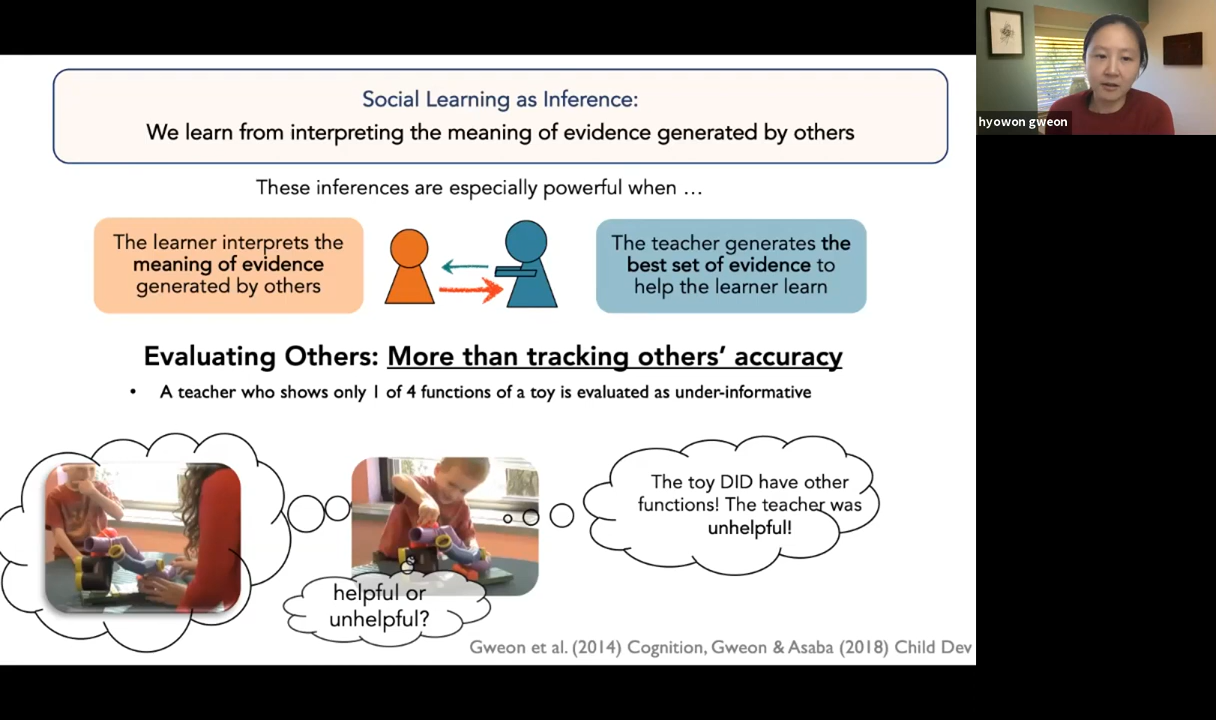 hyowon gweon
Social Learning as Inference:
We learn from interpreting the meaning of evidence generated by others
These inferences are especially powerful when …
The learner interprets the
meaning of evidence
generated by others
The teacher generates the
best set of evidence to
help the learner learn
Evaluating Others: More than tracking others’ accuracy
• A teacher who shows only 1 of 4 functions of a toy is evaluated as under-informative
The toy DID have other
functions! The teacher was
unhelpful!
helpful or
unhelpful?
Gweon et al. (2014) Cognition, Gweon & Asaba (2018) Child Dev